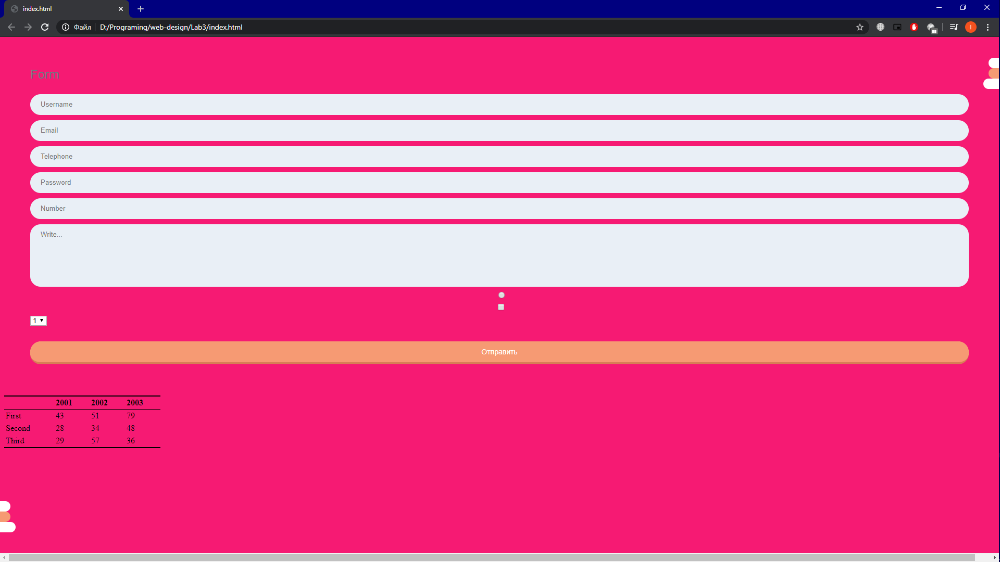 index.html
Файл D:/Programing/web-design/Lab3/index.html
I
Form
Username
Email
Telephone
Password
Number
Write...
1
Отправить
2001 2002 2003
First 43 51 79
Second 28 34 48
Third 29 57 36